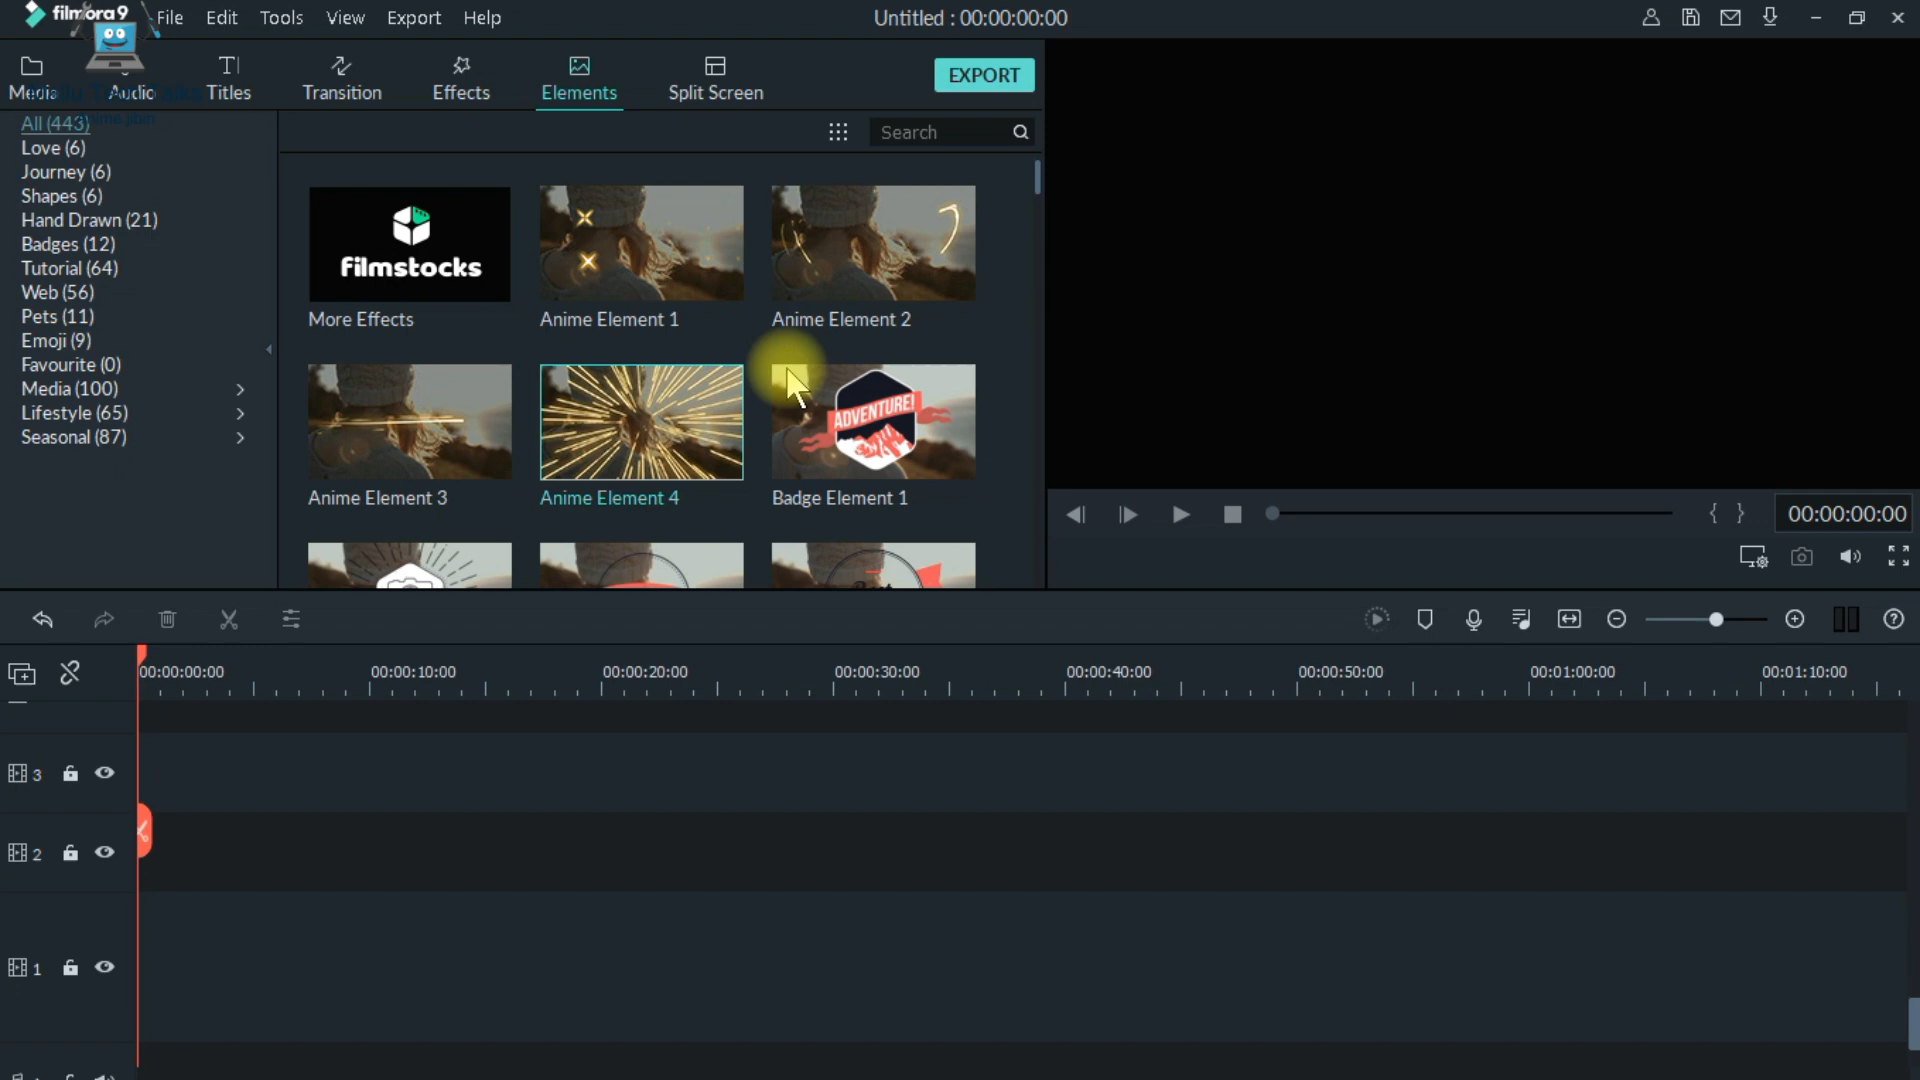 filmora9
File Edit Tools View Export Help
Untitled : 00:00:00:00
Media Audio Titles Transition Effects Elements Split Screen
EXPORT
All (443)
Love (6)
Journey (6)
Shapes (6)
Hand Drawn (21)
Badges (12)
Tutorial (64)
Web (56)
Pets (11)
Emoji (9)
Favourite (0)
Media (100)
Lifestyle (65)
Seasonal (87)
Search
filmstocks
More Effects
Anime Element 1
Anime Element 2
ADVENTURE!
Anime Element 3
Anime Element 4
Badge Element 1
Best
{ } 00:00:00:00
00:00:00:00 00:00:10:00 00:00:20:00 00:00:30:00 00:00:40:00 00:00:50:00 00:01:00:00 00:01:10:00
3
2
1